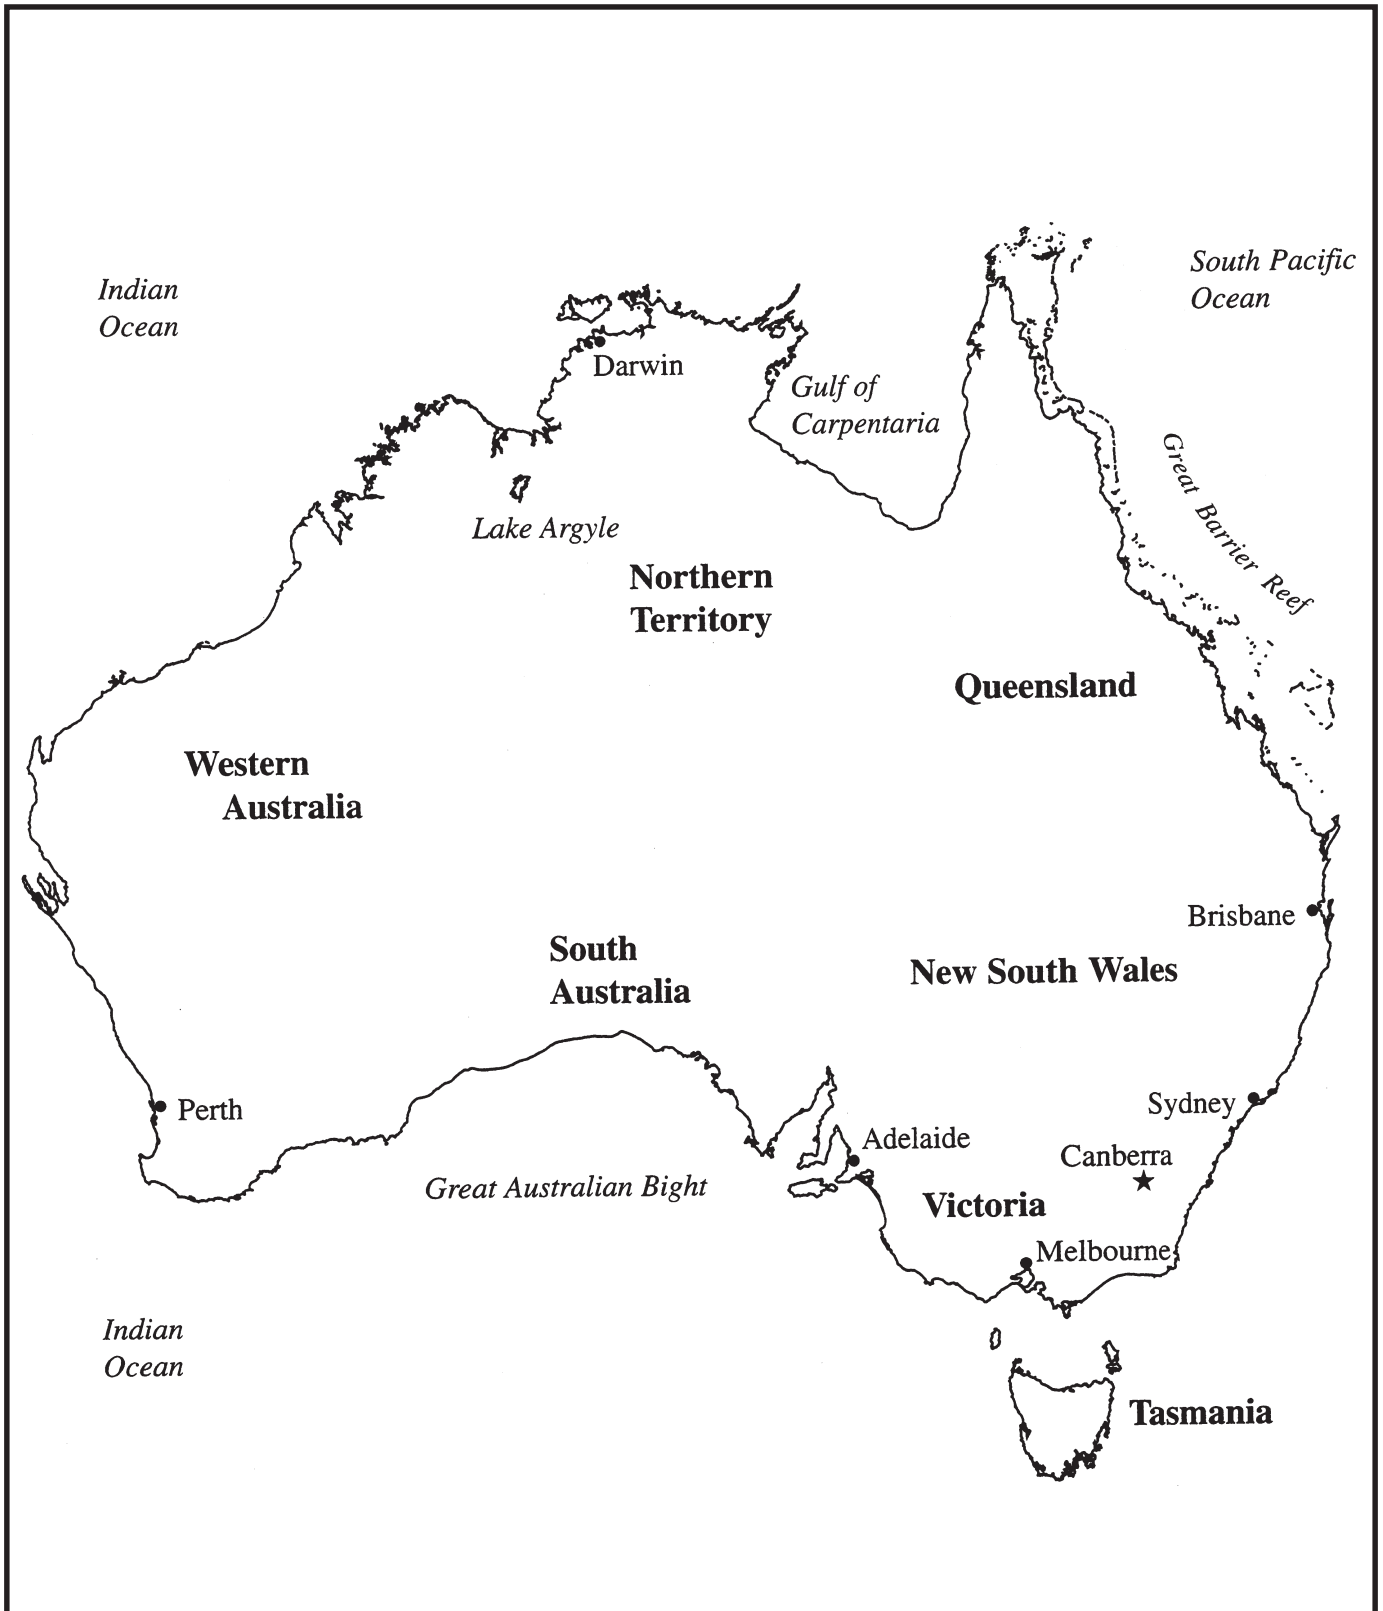 Indian
Ocean
South Pacific
Ocean
Darwin
Gulf of
Carpentaria
Great Barrier Reef
Lake Argyle
Northern
Territory
Queensland
Western
Australia
Brisbane
South
Australia
New South Wales
Perth
Sydney
Adelaide
Canberra
Great Australian Bight
Victoria
Melbourne
Indian
Ocean
Tasmania